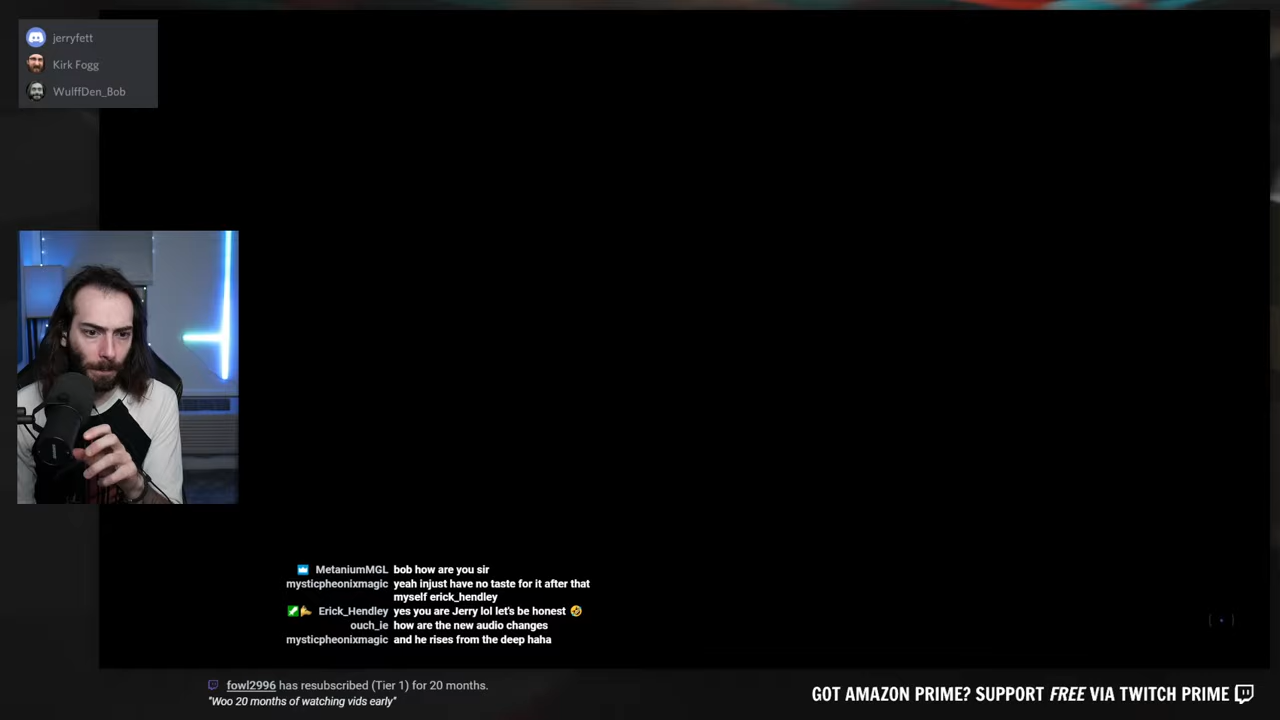 jerryfett
Kirk Fogg
WulffDen_Bob
MetaniumMGL bob how are you sir
mysticpheonixmagic yeah injust have no taste for it after that
myself erick_hendley
Erick_Hendley yes you are Jerry lol let's be honest 🤣
ouch_ie how are the new audio changes
mysticpheonixmagic and he rises from the deep haha
fowl2996 has resubscribed (Tier 1) for 20 months.
"Woo 20 months of watching vids early"
GOT AMAZON PRIME? SUPPORT FREE VIA TWITCH PRIME